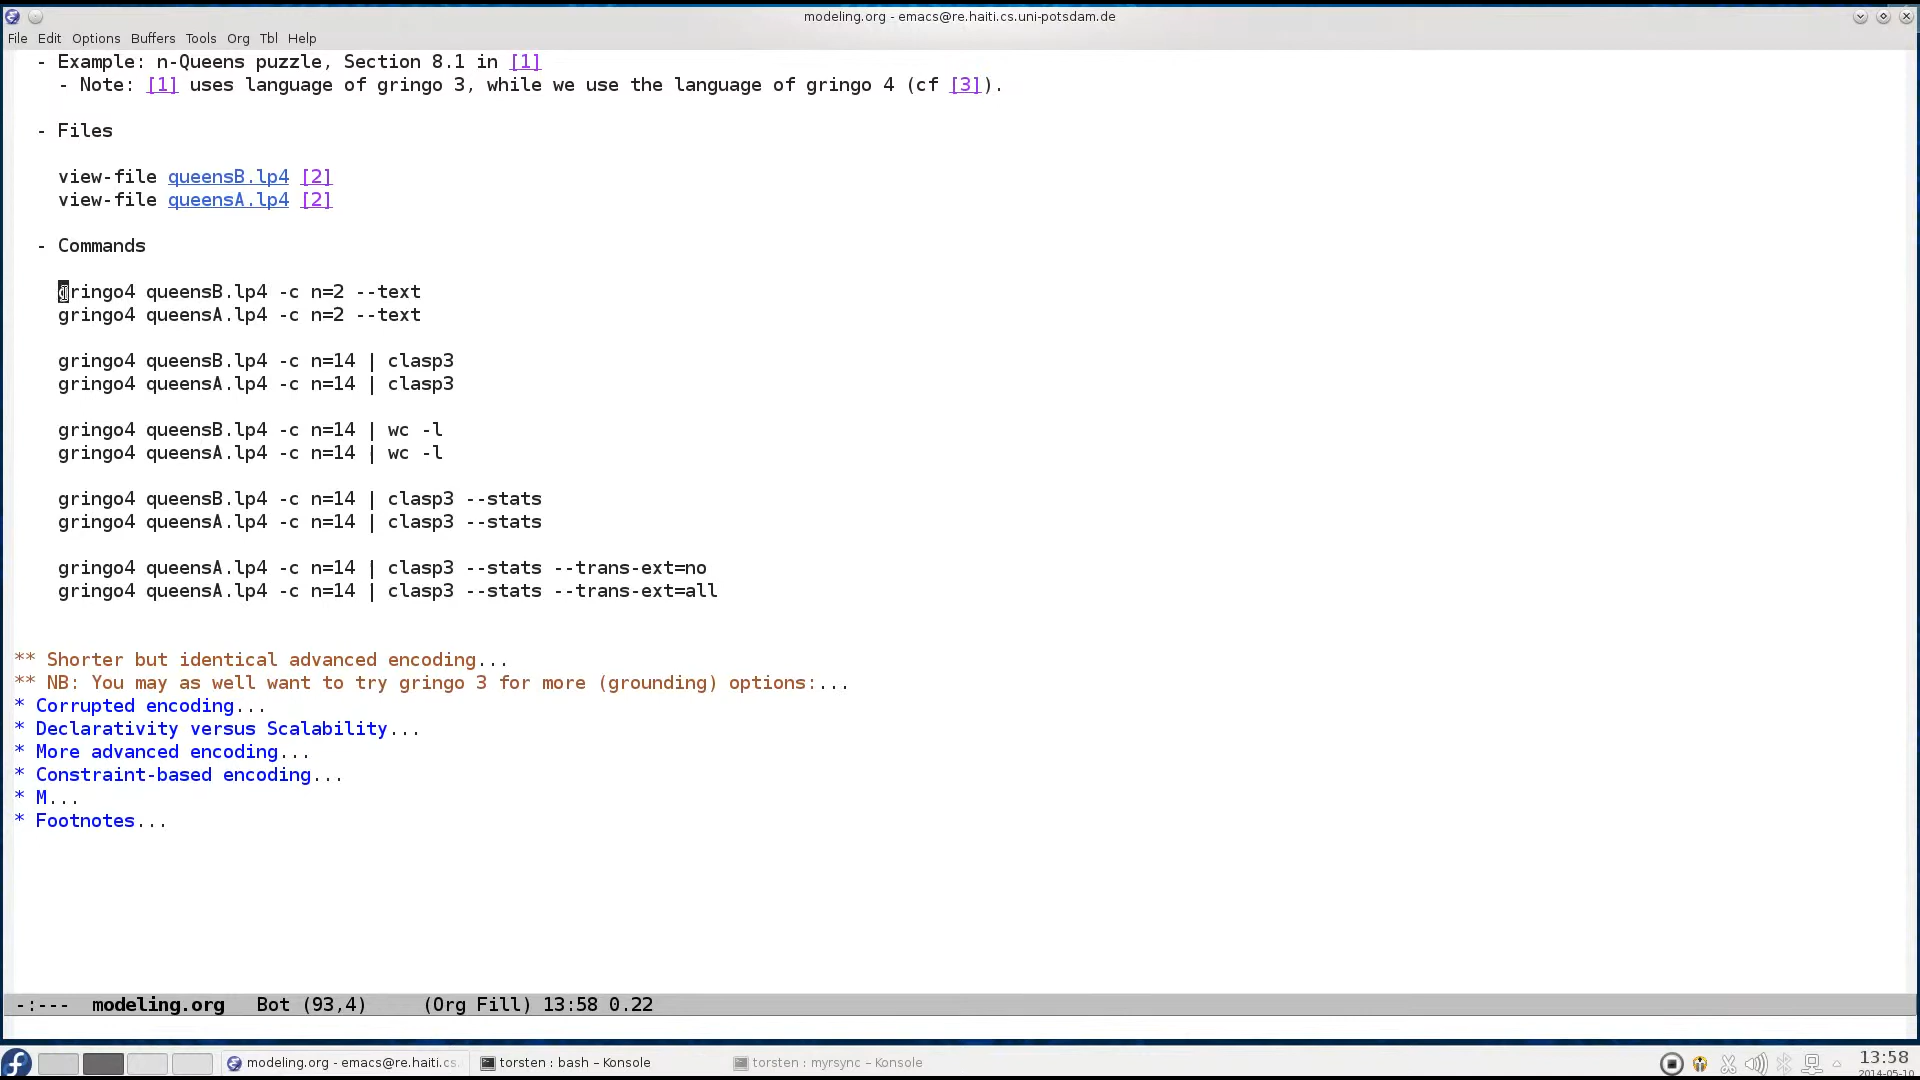 modeling.org - emacs@re.haiti.cs.uni-potsdam.de
File Edit Options Buffers Tools Org Tbl Help
- Example: n-Queens puzzle, Section 8.1 in [1]
- Note: [1] uses language of gringo 3, while we use the language of gringo 4 (cf [3]).
- Files
view-file queensB.lp4 [2]
view-file queensA.lp4 [2]
- Commands
gringo4 queensB.lp4 -c n=2 --text
gringo4 queensA.lp4 -c n=2 --text
gringo4 queensB.lp4 -c n=14 | clasp3
gringo4 queensA.lp4 -c n=14 | clasp3
gringo4 queensB.lp4 -c n=14 | wc -l
gringo4 queensA.lp4 -c n=14 | wc -l
gringo4 queensB.lp4 -c n=14 | clasp3 --stats
gringo4 queensA.lp4 -c n=14 | clasp3 --stats
gringo4 queensA.lp4 -c n=14 | clasp3 --stats --trans-ext=no
gringo4 queensA.lp4 -c n=14 | clasp3 --stats --trans-ext=all
** Shorter but identical advanced encoding...
** NB: You may as well want to try gringo 3 for more (grounding) options:...
* Corrupted encoding...
* Declarativity versus Scalability...
* More advanced encoding...
* Constraint-based encoding...
* M...
* Footnotes...
-:--- modeling.org Bot (93,4) (Org Fill) 13:58 0.22
modeling.org - emacs@re.haiti.cs. torsten : bash – Konsole torsten : myrsync – Konsole 13:58
2014-05-10